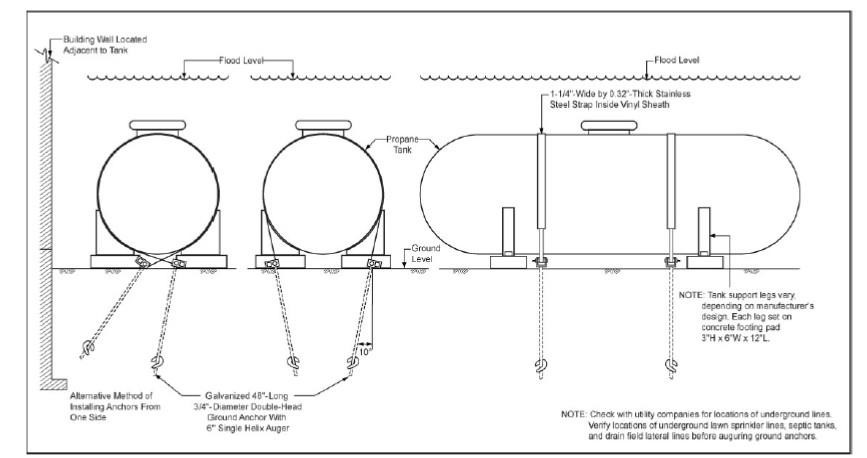 Building Wall Located
Adjacent to Tank
Flood Level
Flood Level
1-1/4"-Wide by 0.32"-Thick Stainless
Steel Strap Inside Vinyl Sheath
Propane
Tank
Ground
Level
NOTE: Tank support legs vary,
depending on manufacturer's
design. Each leg set on
concrete footing pad
3"H x 6"W x 12"L.
10°
Alternative Method of
Installing Anchors From
One Side
Galvanized 48"-Long
3/4"-Diameter Double-Head
Ground Anchor With
6" Single Helix Auger
NOTE: Check with utility companies for locations of underground lines.
Verify locations of underground lawn sprinkler lines, septic tanks,
and drain field lateral lines before auguring ground anchors.